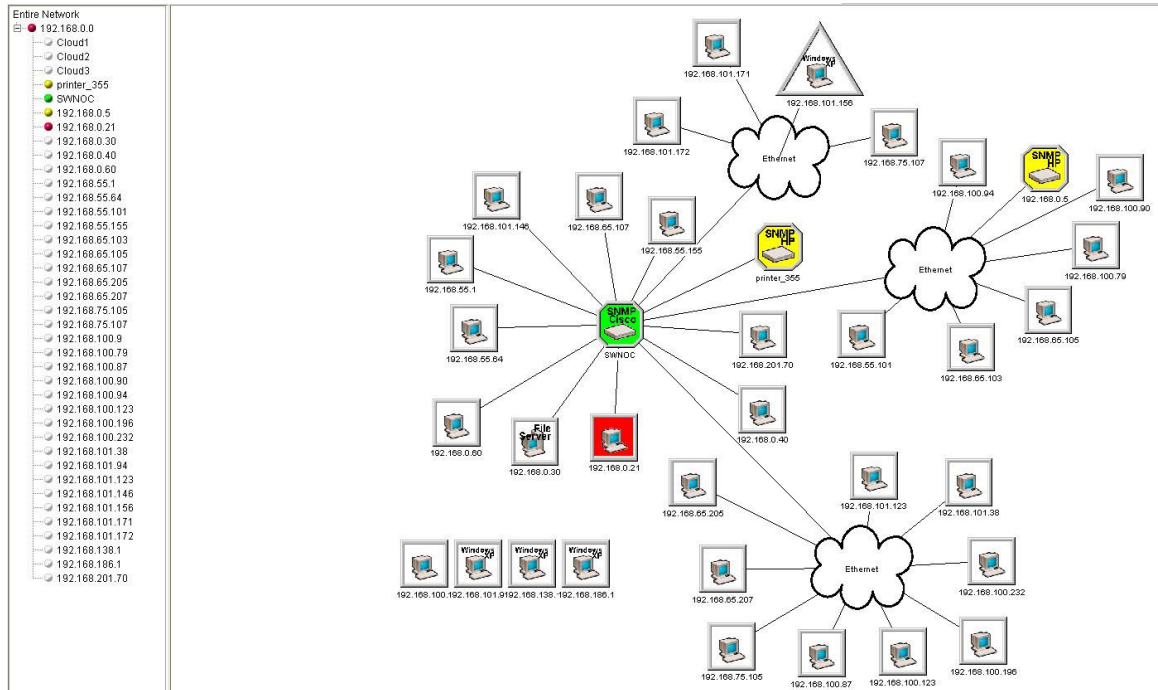 Entire Network
192.168.0.0
Cloud1
Cloud2
Cloud3
printer_355
SWNOC
192.168.0.5
192.168.0.21
192.168.0.30
192.168.0.40
192.168.0.60
192.168.55.1
192.168.55.64
192.168.55.101
192.168.55.155
192.168.65.103
192.168.65.105
192.168.65.107
192.168.65.205
192.168.65.207
192.168.75.105
192.168.75.107
192.168.100.9
192.168.100.79
192.168.100.87
192.168.100.90
192.168.100.94
192.168.100.123
192.168.100.196
192.168.100.232
192.168.101.38
192.168.101.94
192.168.101.123
192.168.101.146
192.168.101.156
192.168.101.171
192.168.101.172
192.168.138.1
192.168.186.1
192.168.201.70
192.168.101.171
Windows
XP
192.168.101.156
192.168.101.172
192.168.75.107
Ethernet
192.168.100.94
SNMP
HP
192.168.0.5
192.168.100.90
192.168.101.146
192.168.65.107
192.168.55.155
SNMP
HP
printer_355
192.168.100.79
Ethernet
192.168.55.1
SNMP
Cisco
SWNOC
192.168.55.64
192.168.201.70
192.168.55.101
192.168.65.103
192.168.65.105
192.168.0.60
File
Server
192.168.0.30
192.168.0.21
192.168.0.40
192.168.65.205
192.168.101.123
192.168.101.38
Ethernet
192.168.100.
Windows
XP
192.168.101.9
Windows
XP
192.168.138.
Windows
XP
192.168.186.1
192.168.65.207
192.168.100.232
192.168.75.105
192.168.100.87
192.168.100.123
192.168.100.196